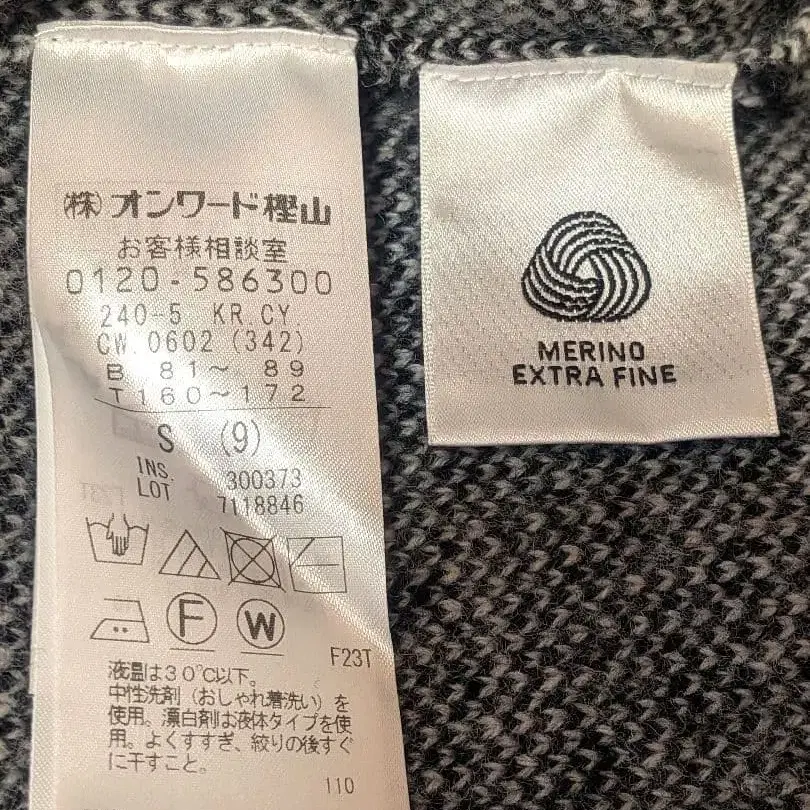 ㈱オンワード樫山
お客様相談室
0120-586300
240-5 KR.CY.
CW.0602(342)
B 81～ 89
T160～172
S (9)
INS. 300373
LOT 7118846
F
W
F23T
液温は30℃以下。
中性洗剤(おしゃれ着洗い)を
使用。漂白剤は液体タイプを使
用。よくすすぎ、絞りの後すぐ
に干すこと。
110
MERINO
EXTRA FINE